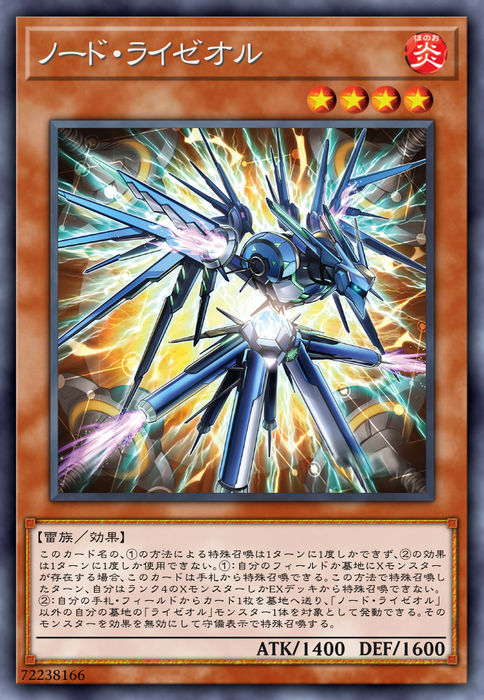 ノード・ライゼオル
ほのお
炎
【雷族／効果】
このカード名の、①の方法による特殊召喚は1ターンに1度しかできず、②の効果
は1ターンに1度しか使用できない。①:自分のフィールドか墓地にXモンスター
が存在する場合、このカードは手札から特殊召喚できる。この方法で特殊召喚し
たターン、自分はランク4のXモンスターしかEXデッキから特殊召喚できない。
②:自分の手札・フィールドからカード1枚を墓地へ送り、「ノード・ライゼオル」
以外の自分の墓地の「ライゼオル」モンスター1体を対象として発動できる。その
モンスターを効果を無効にして守備表示で特殊召喚する。
ATK/1400 DEF/1600
72238166